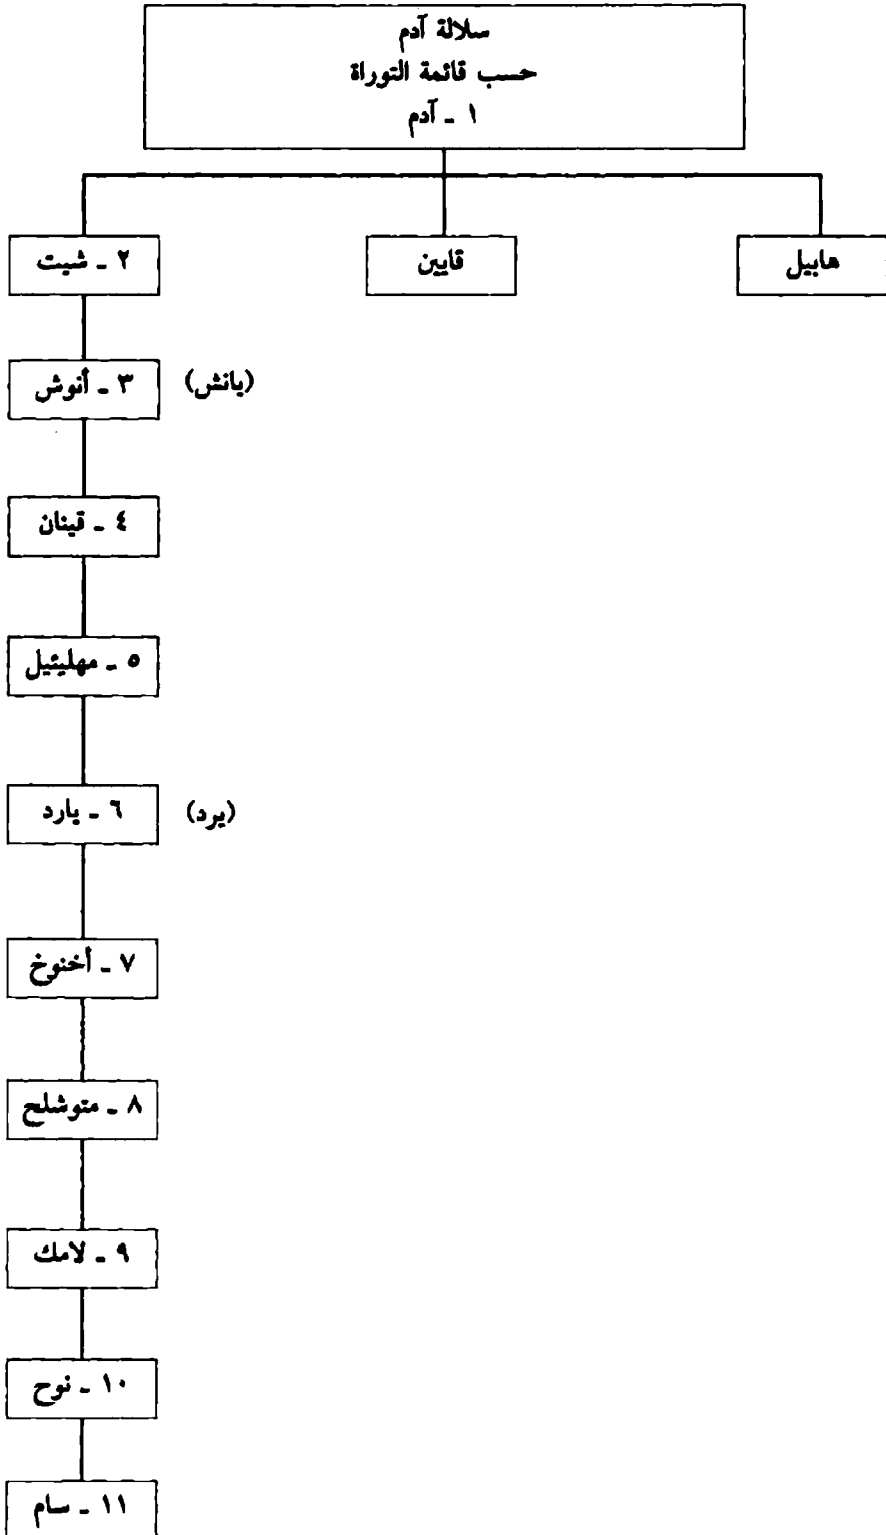 سلالة آدم
حسب قائمة التوراة
١ - آدم
هابيل
قايين
٢ - شيت
٣ - أنوش
(يانش)
٤ - قينان
٥ - مهليئيل
٦ - يارد
(يرد)
٧ - أخنوخ
٨ - متوشلح
٩ - لامك
١٠ - نوح
١١ - سام